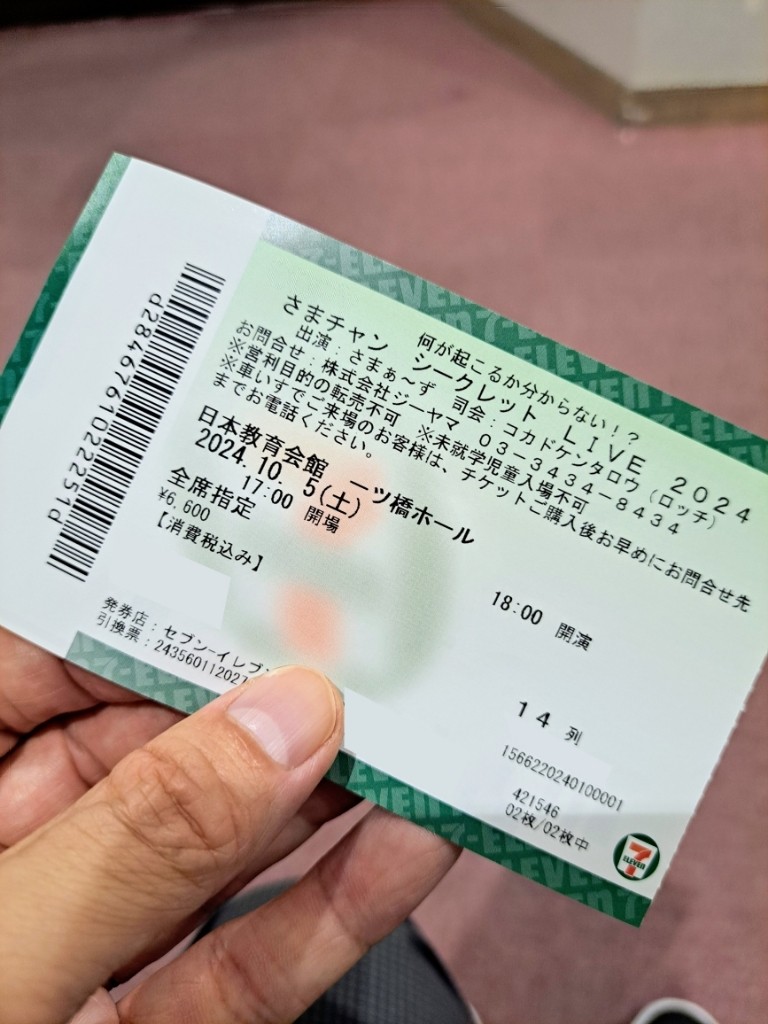 何が起こるか分からない！？
さまチャン シークレット LIVE 2024
出演：さまぁ～ず 司会：コカドケンタロウ（ロッチ）
お問合せ：株式会社ジーヤマ 03-3434-8434
※営利目的の転売不可 ※未就学児童入場不可
※車いすでご来場のお客様は、チケットご購入後お早めにお問合せ先
までお電話ください。
日本教育会館 一ツ橋ホール
2024.10. 5(土)
17:00 開場 18:00 開演
全席指定
¥6,600
【消費税込み】
14 列
1566220240100001
421546
02枚/02枚中
発券店：セブン-イレブン
引換票：243560112027
d2846761022251d
7-ELEVEN
ELEVEN